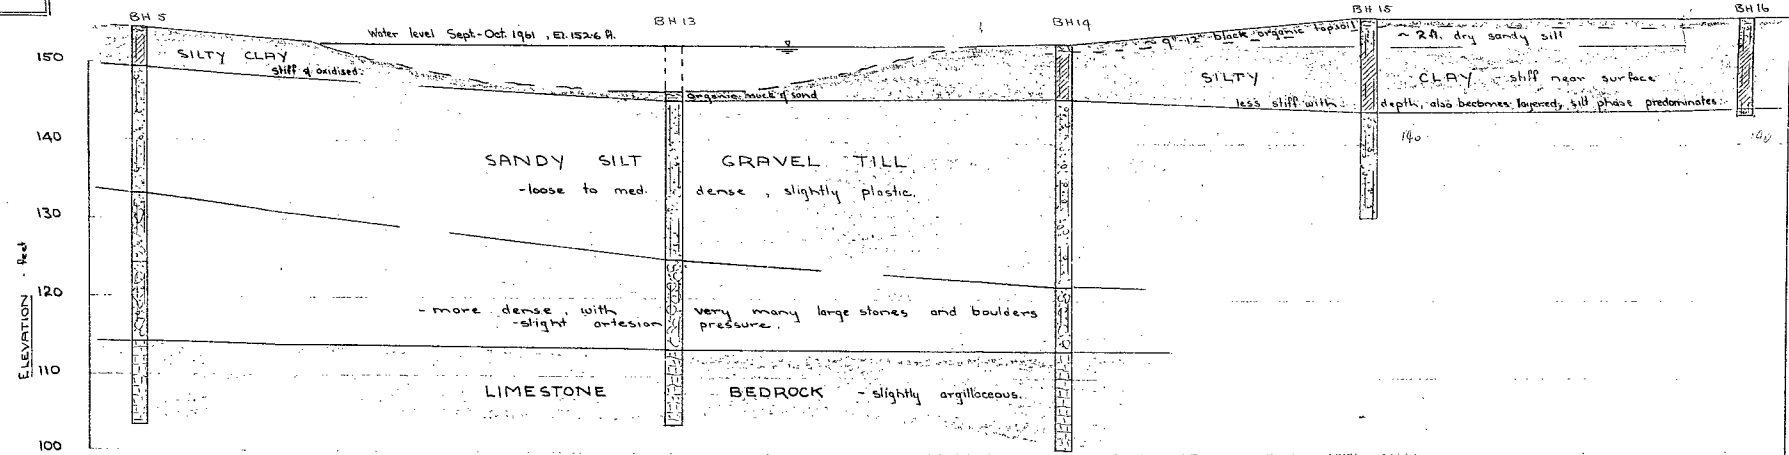 BH 5
BH 13
BH 14
BH 15
BH 16
Water level Sept-Oct. 1961 , El. 152.6 ft.
~ 9"-12" black organic topsoil
~ 2 ft. dry sandy silt
150
SILTY CLAY
stiff & oxidised.
organic muck & sand
SILTY CLAY - stiff near surface
less stiff with depth, also becomes layered, silt phase predominates.
140
140
140
SANDY SILT GRAVEL TILL
-loose to med. dense , slightly plastic.
130
ELEVATION - feet
120
- more dense , with very many large stones and boulders
-slight artesian pressure.
110
LIMESTONE BEDROCK - slightly argillaceous.
100